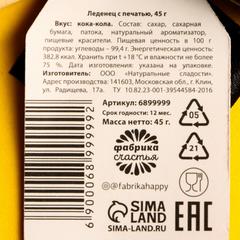 Леденец с печатью, 45 г
Вкус: кока-кола. Состав: сахар, сахарная
бумага, патока, натуральный ароматизатор,
пищевые красители. Пищевая ценность в 100 г
продукта: углеводы – 99,4 г. Энергетическая ценность:
382,8 ккал. Хранить при t +18 °С и влажности не более
75 %. Дата изготовления указана на упаковке.
Изготовитель: ООО «Натуральные сладости»
Адрес производства: 141603, Московская обл., г. Клин,
ул. Радищева, 17а. ТУ 10.82.23-001-39544584-2016
Артикул: 6899999
Срок годности: 12 мес.
Масса: 45 г
05
21
фабрика
счастья
@fabrikahappy
SIMA
LAND
SIMA-LAND.RU
EAC
6900068999992